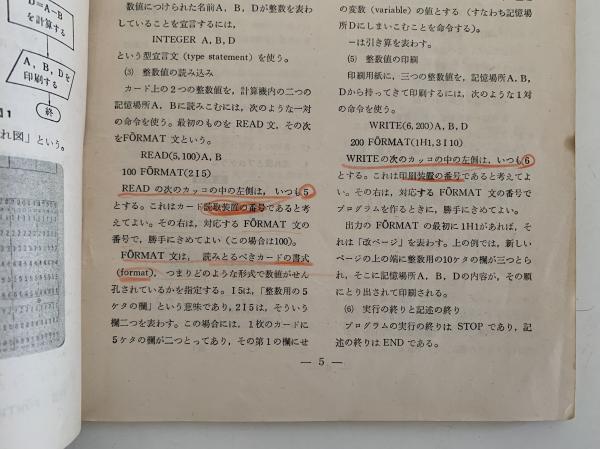 D=A−B
を計算する
A, B, Dを
印刷する
終
れ図」という。
数値につけられた名前A，B，Dが整数を表わ
していることを宣言するには，
INTEGER A, B, D
という型宣言文 (type statement) を使う。
(3) 整数値の読み込み
カード上の２つの整数値を，計算機内の二つの
記憶場所A，Bに読みこむには，次のような一対
の命令を使う。最初のものを READ 文，その次
をFŌRMAT 文という。
READ(5,100)A, B
100 FŌRMAT(2I5)
READ の次のカッコの中の左側は，いつも5
とする。これはカード読取装置の番号であると考
えてよい。その右は，対応する FŌRMAT 文の
番号で，勝手にきめてよい（この場合は100)。
FŌRMAT 文は，読みとるべきカードの書式
(format)，つまりどのような形式で数値がせん
孔されているかを指定する。I5は，「整数用の5
ケタの欄」という意味であり，2I5は，そういう
欄二つを表わす。この場合には，1枚のカードに
5ケタの欄が二つとってあり，その第1の欄にせ
の変数 (variable) の値とする（すなわち記憶場
所Dにしまいこむことを命令する)。
−は引き算を表わす。
(5) 整数値の印刷
印刷用紙に，三つの整数値を，記憶場所A，B，
Dから持ってきて印刷するには，次のような1対
の命令を使う。
WRITE(6,200)A, B, D
200 FŌRMAT(1H1,3I10)
WRITEの次のカッコの中の左側は，いつも6
とする。これは印刷装置の番号であると考えてよ
い。その右は，対応する FŌRMAT 文の番号で
プログラムを作るときに，勝手にきめてよい。
出力の FŌRMAT の最初に1H1があれば，そ
れは「改ページ」を表わす。上の例では，新しい
ページの上の端に整数用の10ケタの欄が三つとら
れ，そこに記憶場所A，B，Dの内容が，その順
にとり出されて印刷される。
(6) 実行の終りと記述の終り
プログラムの実行の終りは STOP であり，記
述の終りは END である。
— 5 —